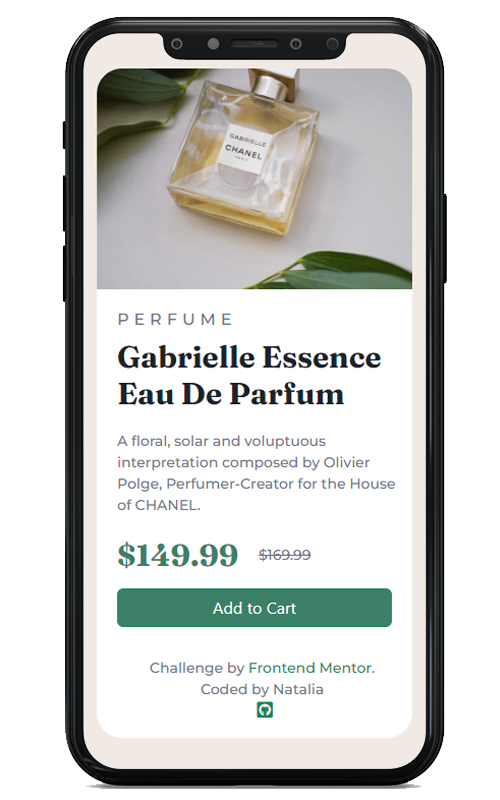 GABRIELLE
CHANEL
PARIS
PERFUME
Gabrielle Essence
Eau De Parfum
A floral, solar and voluptuous
interpretation composed by Olivier
Polge, Perfumer-Creator for the House
of CHANEL.
$149.99 $169.99
Add to Cart
Challenge by Frontend Mentor.
Coded by Natalia